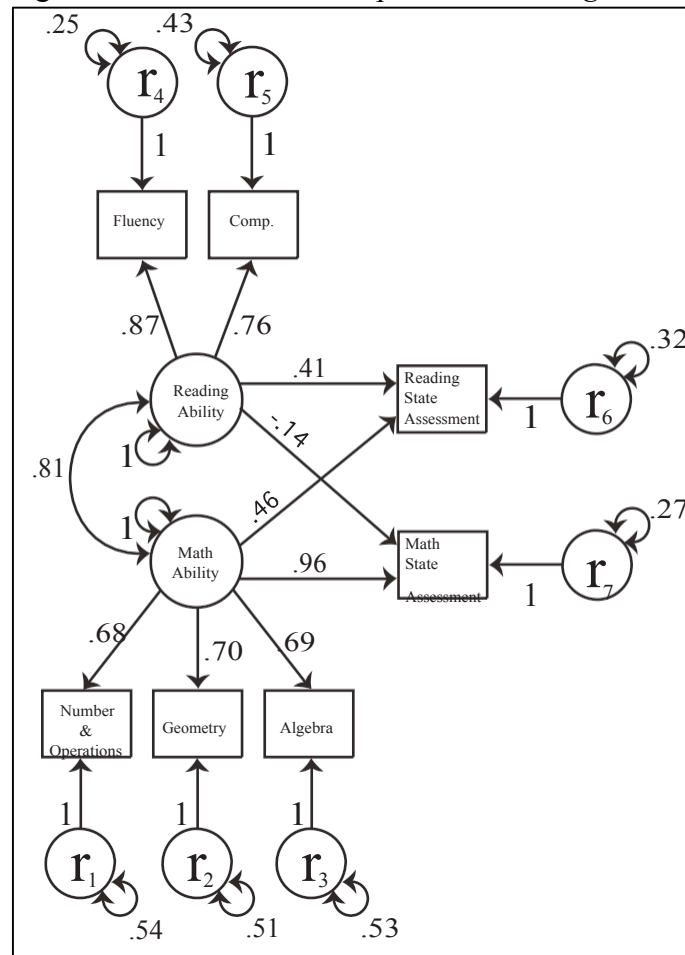 .25
.43
r4
r5
1
1
Fluency
Comp.
.87
.76
.32
Reading
Ability
.41
Reading
State
Assessment
r6
1
1
-.14
.81
.46
1
.27
Math
Ability
.96
Math
State
Assessment
r7
1
.68
.70
.69
Number
&
Operations
Geometry
Algebra
1
1
1
r1
r2
r3
.54
.51
.53